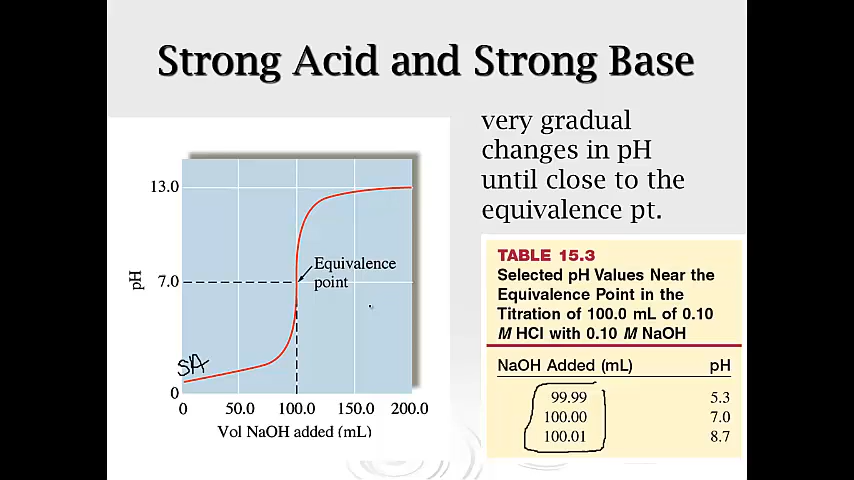 Strong Acid and Strong Base
very gradual
changes in pH
until close to the
equivalence pt.
13.0
pH
7.0
Equivalence
point
SA
0
0 50.0 100.0 150.0 200.0
Vol NaOH added (mL)
TABLE 15.3
Selected pH Values Near the
Equivalence Point in the
Titration of 100.0 mL of 0.10
M HCl with 0.10 M NaOH
NaOH Added (mL) pH
99.99 5.3
100.00 7.0
100.01 8.7